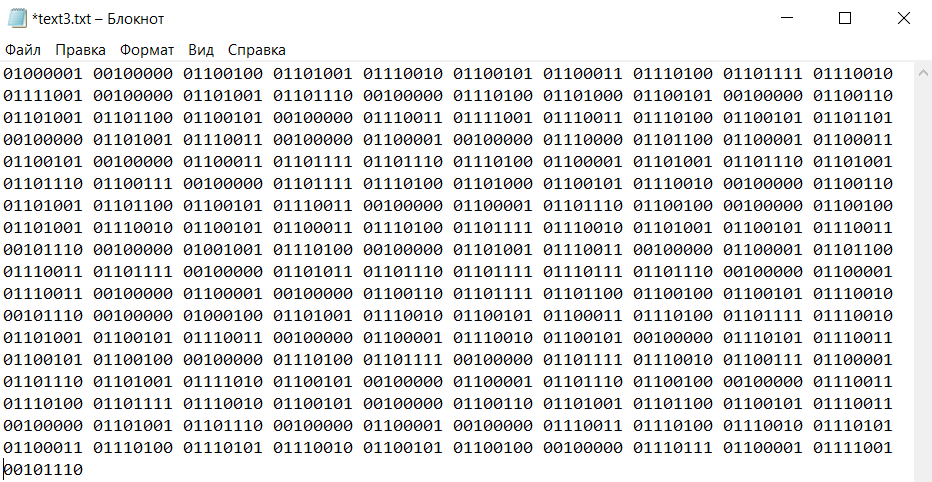 *text3.txt – Блокнот
Файл Правка Формат Вид Справка
01000001 00100000 01100100 01101001 01110010 01100101 01100011 01110100 01101111 01110010
01111001 00100000 01101001 01101110 00100000 01110100 01101000 01100101 00100000 01100110
01101001 01101100 01100101 00100000 01110011 01111001 01110011 01110100 01100101 01101101
00100000 01101001 01110011 00100000 01100001 00100000 01110000 01101100 01100001 01100011
01100101 00100000 01100011 01101111 01101110 01110100 01100001 01101001 01101110 01101001
01101110 01100111 00100000 01101111 01110100 01101000 01100101 01110010 00100000 01100110
01101001 01101100 01100101 01110011 00100000 01100001 01101110 01100100 00100000 01100100
01101001 01110010 01100101 01100011 01110100 01101111 01110010 01101001 01100101 01110011
00101110 00100000 01001001 01110100 00100000 01101001 01110011 00100000 01100001 01101100
01110011 01101111 00100000 01101011 01101110 01101111 01110111 01101110 00100000 01100001
01110011 00100000 01100001 00100000 01100110 01101111 01101100 01100100 01100101 01110010
00101110 00100000 01000100 01101001 01110010 01100101 01100011 01110100 01101111 01110010
01101001 01100101 01110011 00100000 01100001 01110010 01100101 00100000 01110101 01110011
01100101 01100100 00100000 01110100 01101111 00100000 01101111 01110010 01100111 01100001
01101110 01101001 01111010 01100101 00100000 01100001 01101110 01100100 00100000 01110011
01110100 01101111 01110010 01100101 00100000 01100110 01101001 01101100 01100101 01110011
00100000 01101001 01101110 00100000 01100001 00100000 01110011 01110100 01110010 01110101
01100011 01110100 01110101 01110010 01100101 01100100 00100000 01110111 01100001 01111001
00101110